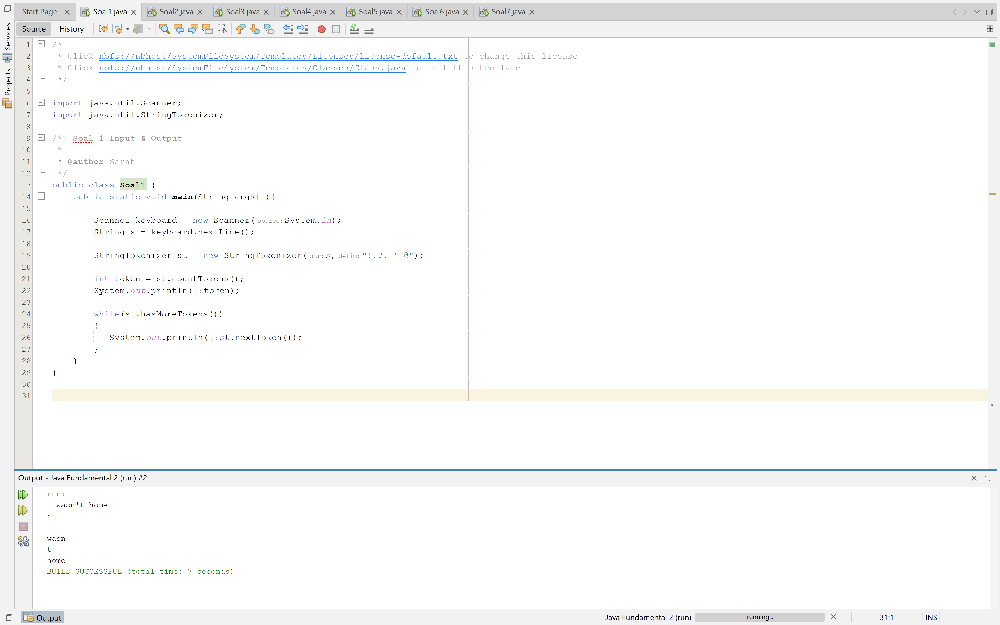 Start Page Soal1.java Soal2.java Soal3.java Soal4.java Soal5.java Soal6.java Soal7.java
Source History
Services
Projects
1 /*
2 * Click nbfs://nbhost/SystemFileSystem/Templates/Licenses/license-default.txt to change this license
3 * Click nbfs://nbhost/SystemFileSystem/Templates/Classes/Class.java to edit this template
4 */
5
6 import java.util.Scanner;
7 import java.util.StringTokenizer;
8
9 /** Soal 1 Input & Output
10 *
11 * @author Sarah
12 */
13 public class Soal1 {
14 public static void main(String args[]){
15
16 Scanner keyboard = new Scanner( source: System.in);
17 String s = keyboard.nextLine();
18
19 StringTokenizer st = new StringTokenizer( str: s, delim: "!,?._' @");
20
21 int token = st.countTokens();
22 System.out.println( x: token);
23
24 while(st.hasMoreTokens())
25 {
26 System.out.println( x: st.nextToken());
27 }
28 }
29 }
30
31
Output - Java Fundamental 2 (run) #2
run:
I wasn't home
4
I
wasn
t
home
BUILD SUCCESSFUL (total time: 7 seconds)
Output Java Fundamental 2 (run) running... 31:1 INS